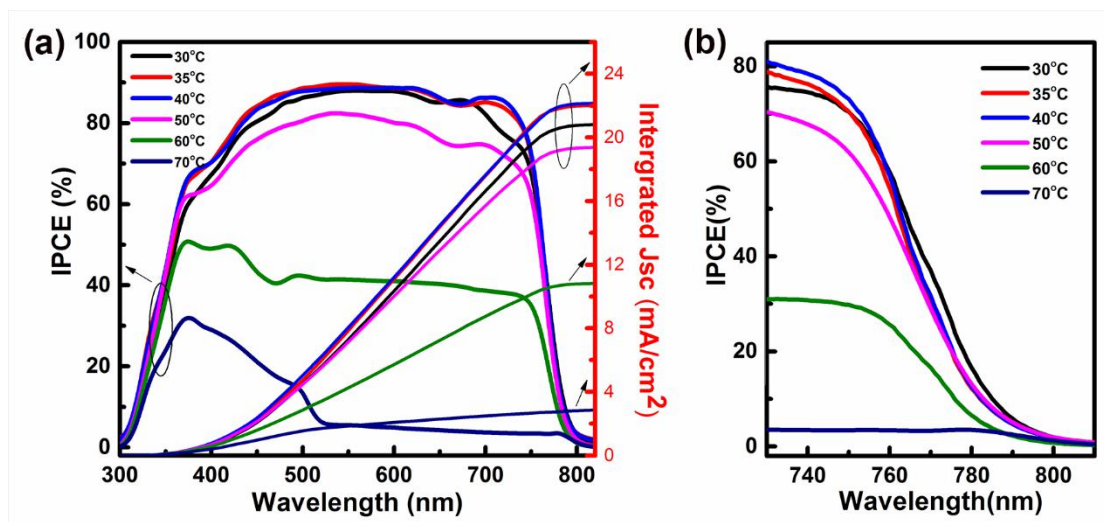 (a)
IPCE (%)
100
80
60
40
20
0
30°C
35°C
40°C
50°C
60°C
70°C
24
20
16
12
8
4
0
Intergrated Jsc (mA/cm²)
300 400 500 600 700 800
Wavelength (nm)
(b)
IPCE(%)
80
60
40
20
0
30°C
35°C
40°C
50°C
60°C
70°C
740 760 780 800
Wavelength(nm)